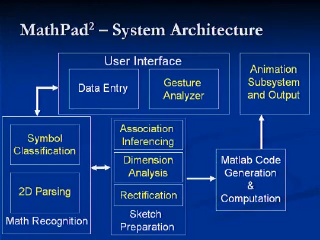 MathPad² – System Architecture
User Interface
Data Entry
Gesture
Analyzer
Animation
Subsystem
and Output
Symbol
Classification
2D Parsing
Math Recognition
Association
Inferencing
Dimension
Analysis
Rectification
Sketch
Preparation
Matlab Code
Generation
&
Computation